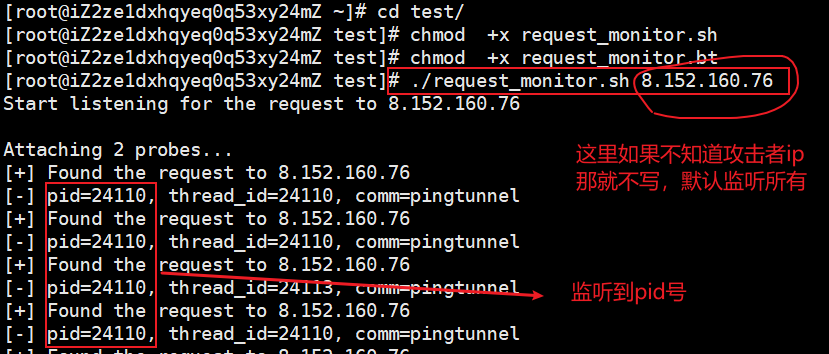 [root@iZ2ze1dxhqyeq0q53xy24mZ ~]# cd test/
[root@iZ2ze1dxhqyeq0q53xy24mZ test]# chmod  +x request_monitor.sh
[root@iZ2ze1dxhqyeq0q53xy24mZ test]# chmod  +x request_monitor.bt
[root@iZ2ze1dxhqyeq0q53xy24mZ test]# ./request_monitor.sh 8.152.160.76
Start listening for the request to 8.152.160.76
Attaching 2 probes...
[+] Found the request to 8.152.160.76
这里如果不知道攻击者ip
那就不写，默认监听所有
[-] pid=24110, thread_id=24110, comm=pingtunnel
[+] Found the request to 8.152.160.76
[-] pid=24110, thread_id=24110, comm=pingtunnel
[+] Found the request to 8.152.160.76
[-] pid=24110, thread_id=24113, comm=pingtunnel
监听到pid号
[+] Found the request to 8.152.160.76
[-] pid=24110, thread_id=24110, comm=pingtunnel
[+] Found the request to 8.152.160.76